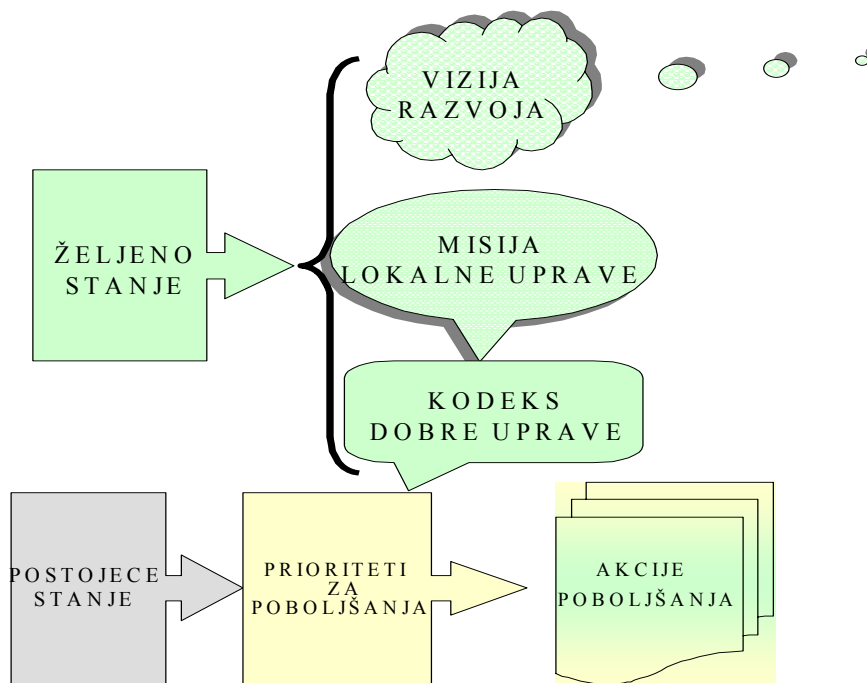 VIZIJA
RAZVOJA
MISIJA
LOKALNE UPRAVE
ŽELJENO
STANJE
KODEKS
DOBRE UPRAVE
POSTOJECE
STANJE
PRIORITETI
ZA
POBOLJŠANJA
AKCIJE
POBOLJŠANJA